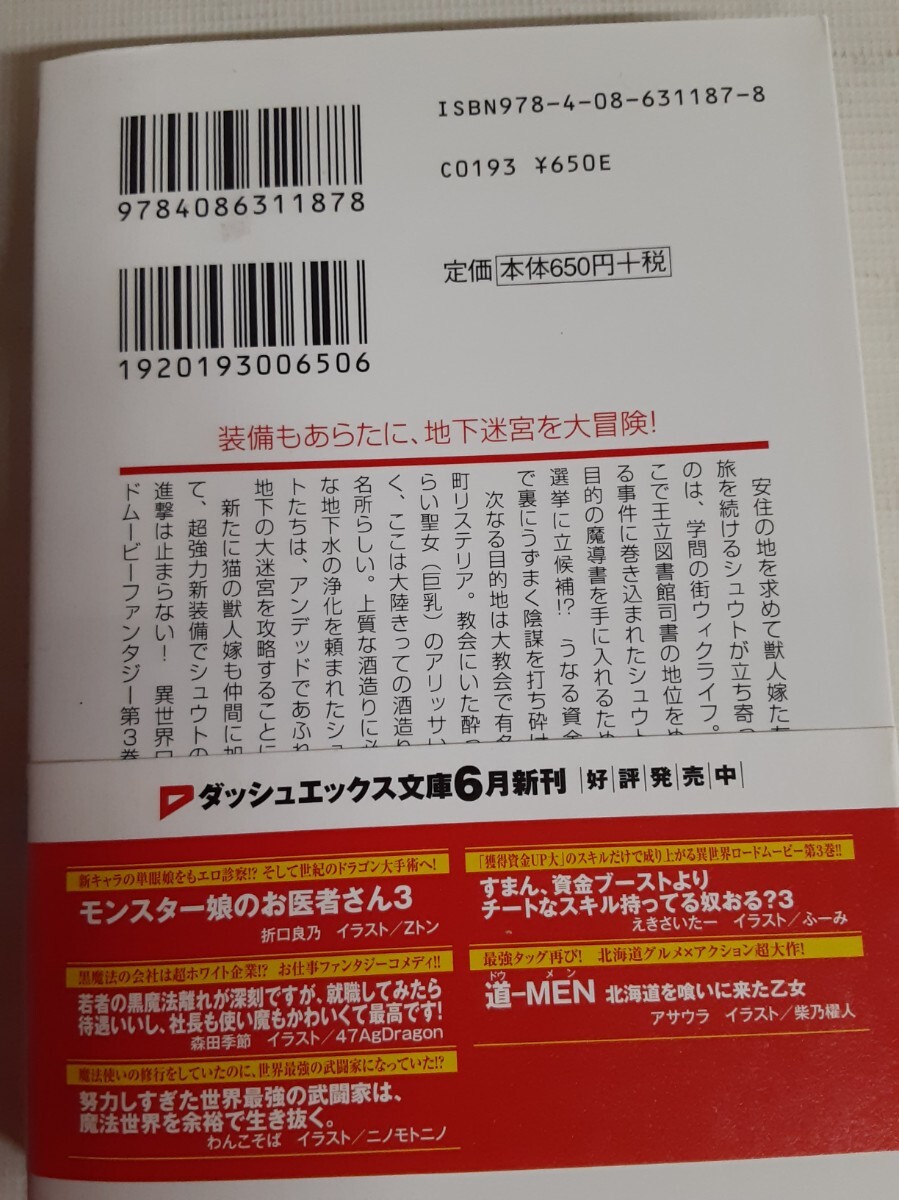 ISBN978-4-08-631187-8
C0193 ¥650E
9784086311878
定価 本体650円+税
1920193006506
装備もあらたに、地下迷宮を大冒険!
安住の地を求めて獣人嫁た
旅を続けるシュウトが立ち寄っ
のは、学問の街ウィクライフ。
こで王立図書館司書の地位をめ
る事件に巻き込まれたシュウト
目的の魔導書を手に入れるため
選挙に立候補!?　うなる資金
で裏にうずまく陰謀を打ち砕け
次なる目的地は大教会で有名
町リステリア。教会にいた酔っ
らい聖女（巨乳）のアリッサい
く、ここは大陸きっての酒造り
名所らしい。上質な酒造りに必
な地下水の浄化を頼まれたシュ
トたちは、アンデッドであふれ
地下の大迷宮を攻略することに
新たに猫の獣人嫁も仲間に加
て、超強力新装備でシュウトの
進撃は止まらない!　異世界ロ
ドムービーファンタジー第3巻
ダッシュエックス文庫6月新刊 好評発売中
新キャラの単眼娘をもエロ診察!? そして世紀のドラゴン大手術へ!
モンスター娘のお医者さん3
折口良乃　イラスト/Zトン
黒魔法の会社は超ホワイト企業!?　お仕事ファンタジーコメディ!!
若者の黒魔法離れが深刻ですが、就職してみたら
待遇いいし、社長も使い魔もかわいくて最高です!
森田季節　イラスト/47AgDragon
魔法使いの修行をしていたのに、世界最強の武闘家になっていた!?
努力しすぎた世界最強の武闘家は、
魔法世界を余裕で生き抜く。
わんこそば　イラスト/ニノモトニノ
「獲得資金UP大」のスキルだけで成り上がる異世界ロードムービー第3巻!!
すまん、資金ブーストより
チートなスキル持ってる奴おる?3
えきさいたー　イラスト/ふーみ
最強タッグ再び!　北海道グルメ×アクション超大作!
ドウ メン
道-MEN 北海道を喰いに来た乙女
アサウラ　イラスト/柴乃櫂人